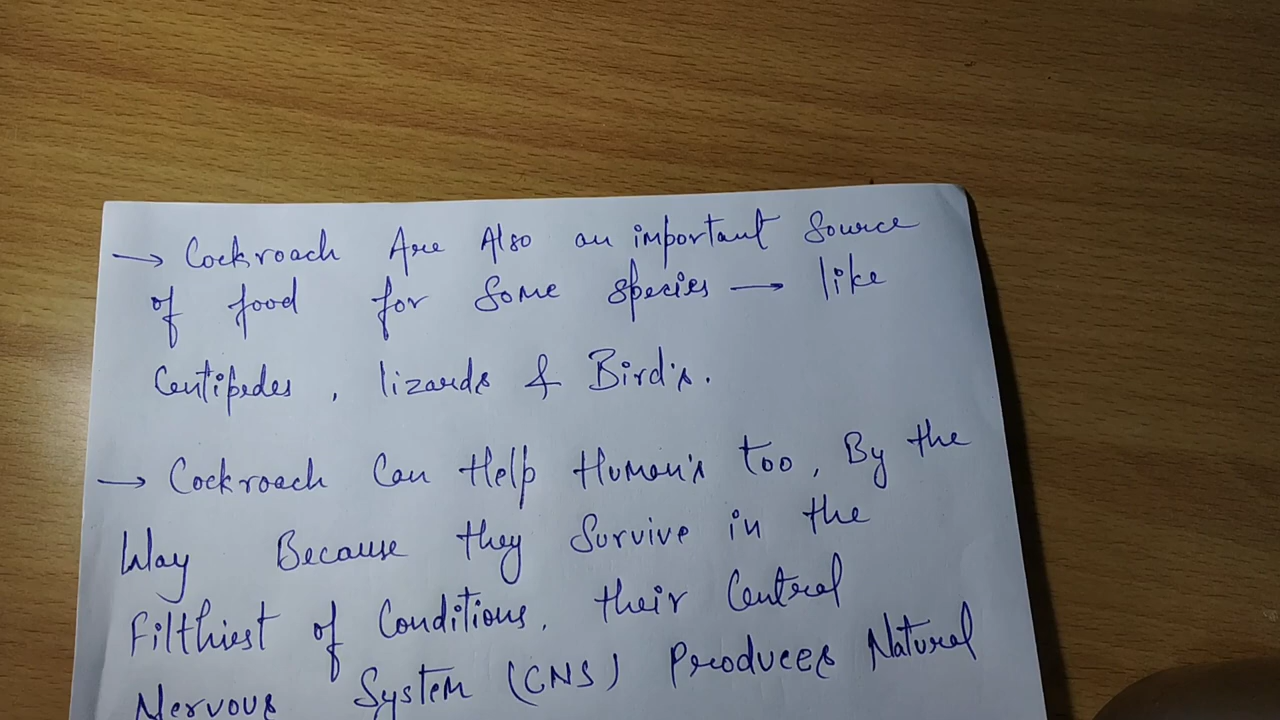 → Cockroach Are Also an important Source
of food for Some species → like
Centipedes, lizards & Bird's.
→ Cockroach Can Help Human's too, By the
Way Because they Survive in the
Filthiest of Conditions, their Central
Nervous System (CNS) Produces Natural